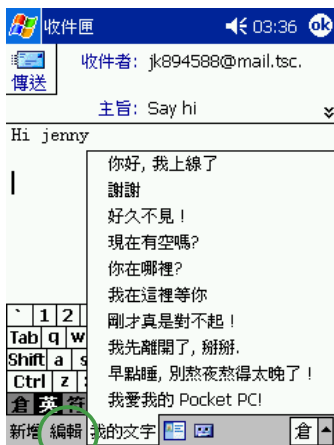 收件匣 03:36 ok
傳送
收件者: jk894588@mail.tsc.
主旨: Say hi
Hi jenny
你好, 我上線了
謝謝
好久不見！
現在有空嗎?
你在哪裡?
我在這裡等你
剛才真是對不起！
我先離開了, 掰掰.
早點睡, 別熬夜熬得太晚了！
我愛我的 Pocket PC!
` 1 2
Tab q w
Shift a s
Ctrl z
倉 英 符
新增 編輯 我的文字 倉